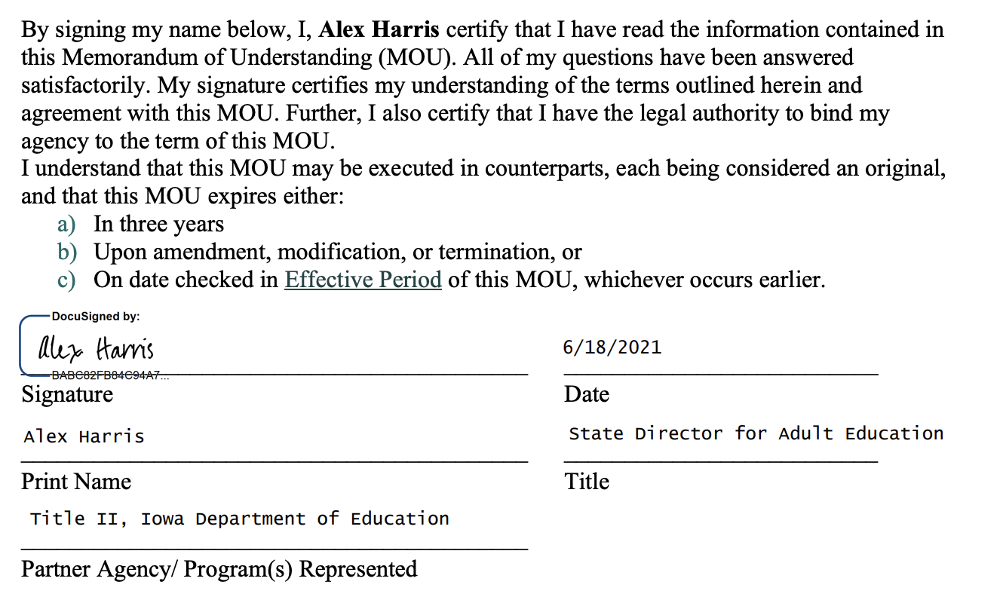 By signing my name below, I, Alex Harris certify that I have read the information contained in
this Memorandum of Understanding (MOU). All of my questions have been answered
satisfactorily. My signature certifies my understanding of the terms outlined herein and
agreement with this MOU. Further, I also certify that I have the legal authority to bind my
agency to the term of this MOU.
I understand that this MOU may be executed in counterparts, each being considered an original,
and that this MOU expires either:
a) In three years
b) Upon amendment, modification, or termination, or
c) On date checked in Effective Period of this MOU, whichever occurs earlier.
DocuSigned by:
Alex Harris
6/18/2021
BABC82FB84C94A7...
Signature
Date
Alex Harris
State Director for Adult Education
Print Name
Title
Title II, Iowa Department of Education
Partner Agency/ Program(s) Represented